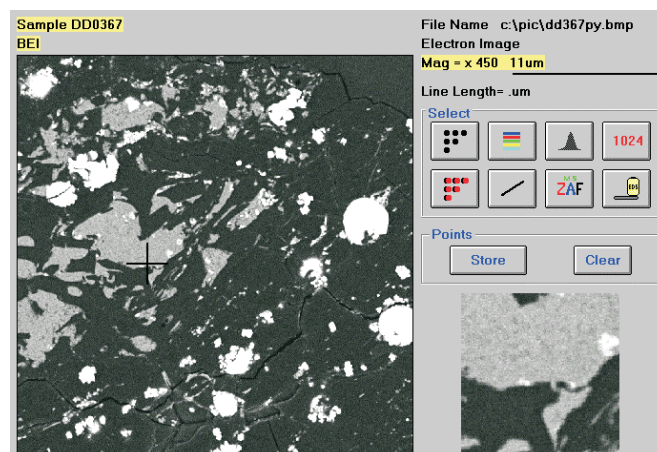 Sample DD0367
BEI
File Name c:\pic\dd367py.bmp
Electron Image
Mag = x 450 11um
Line Length= .um
Select
1024
M S
ZAF
EDS
Points
Store
Clear